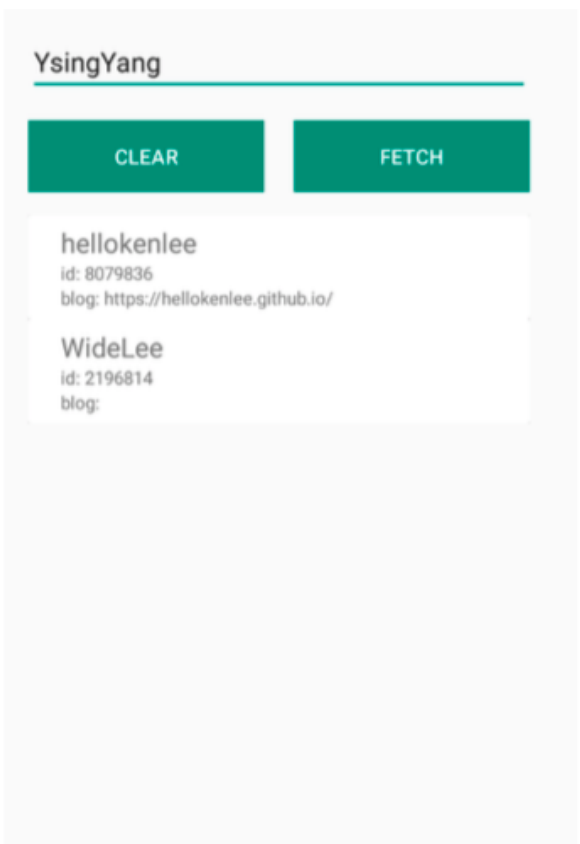 YsingYang
CLEAR FETCH
hellokenlee
id: 8079836
blog: https://hellokenlee.github.io/
WideLee
id: 2196814
blog: